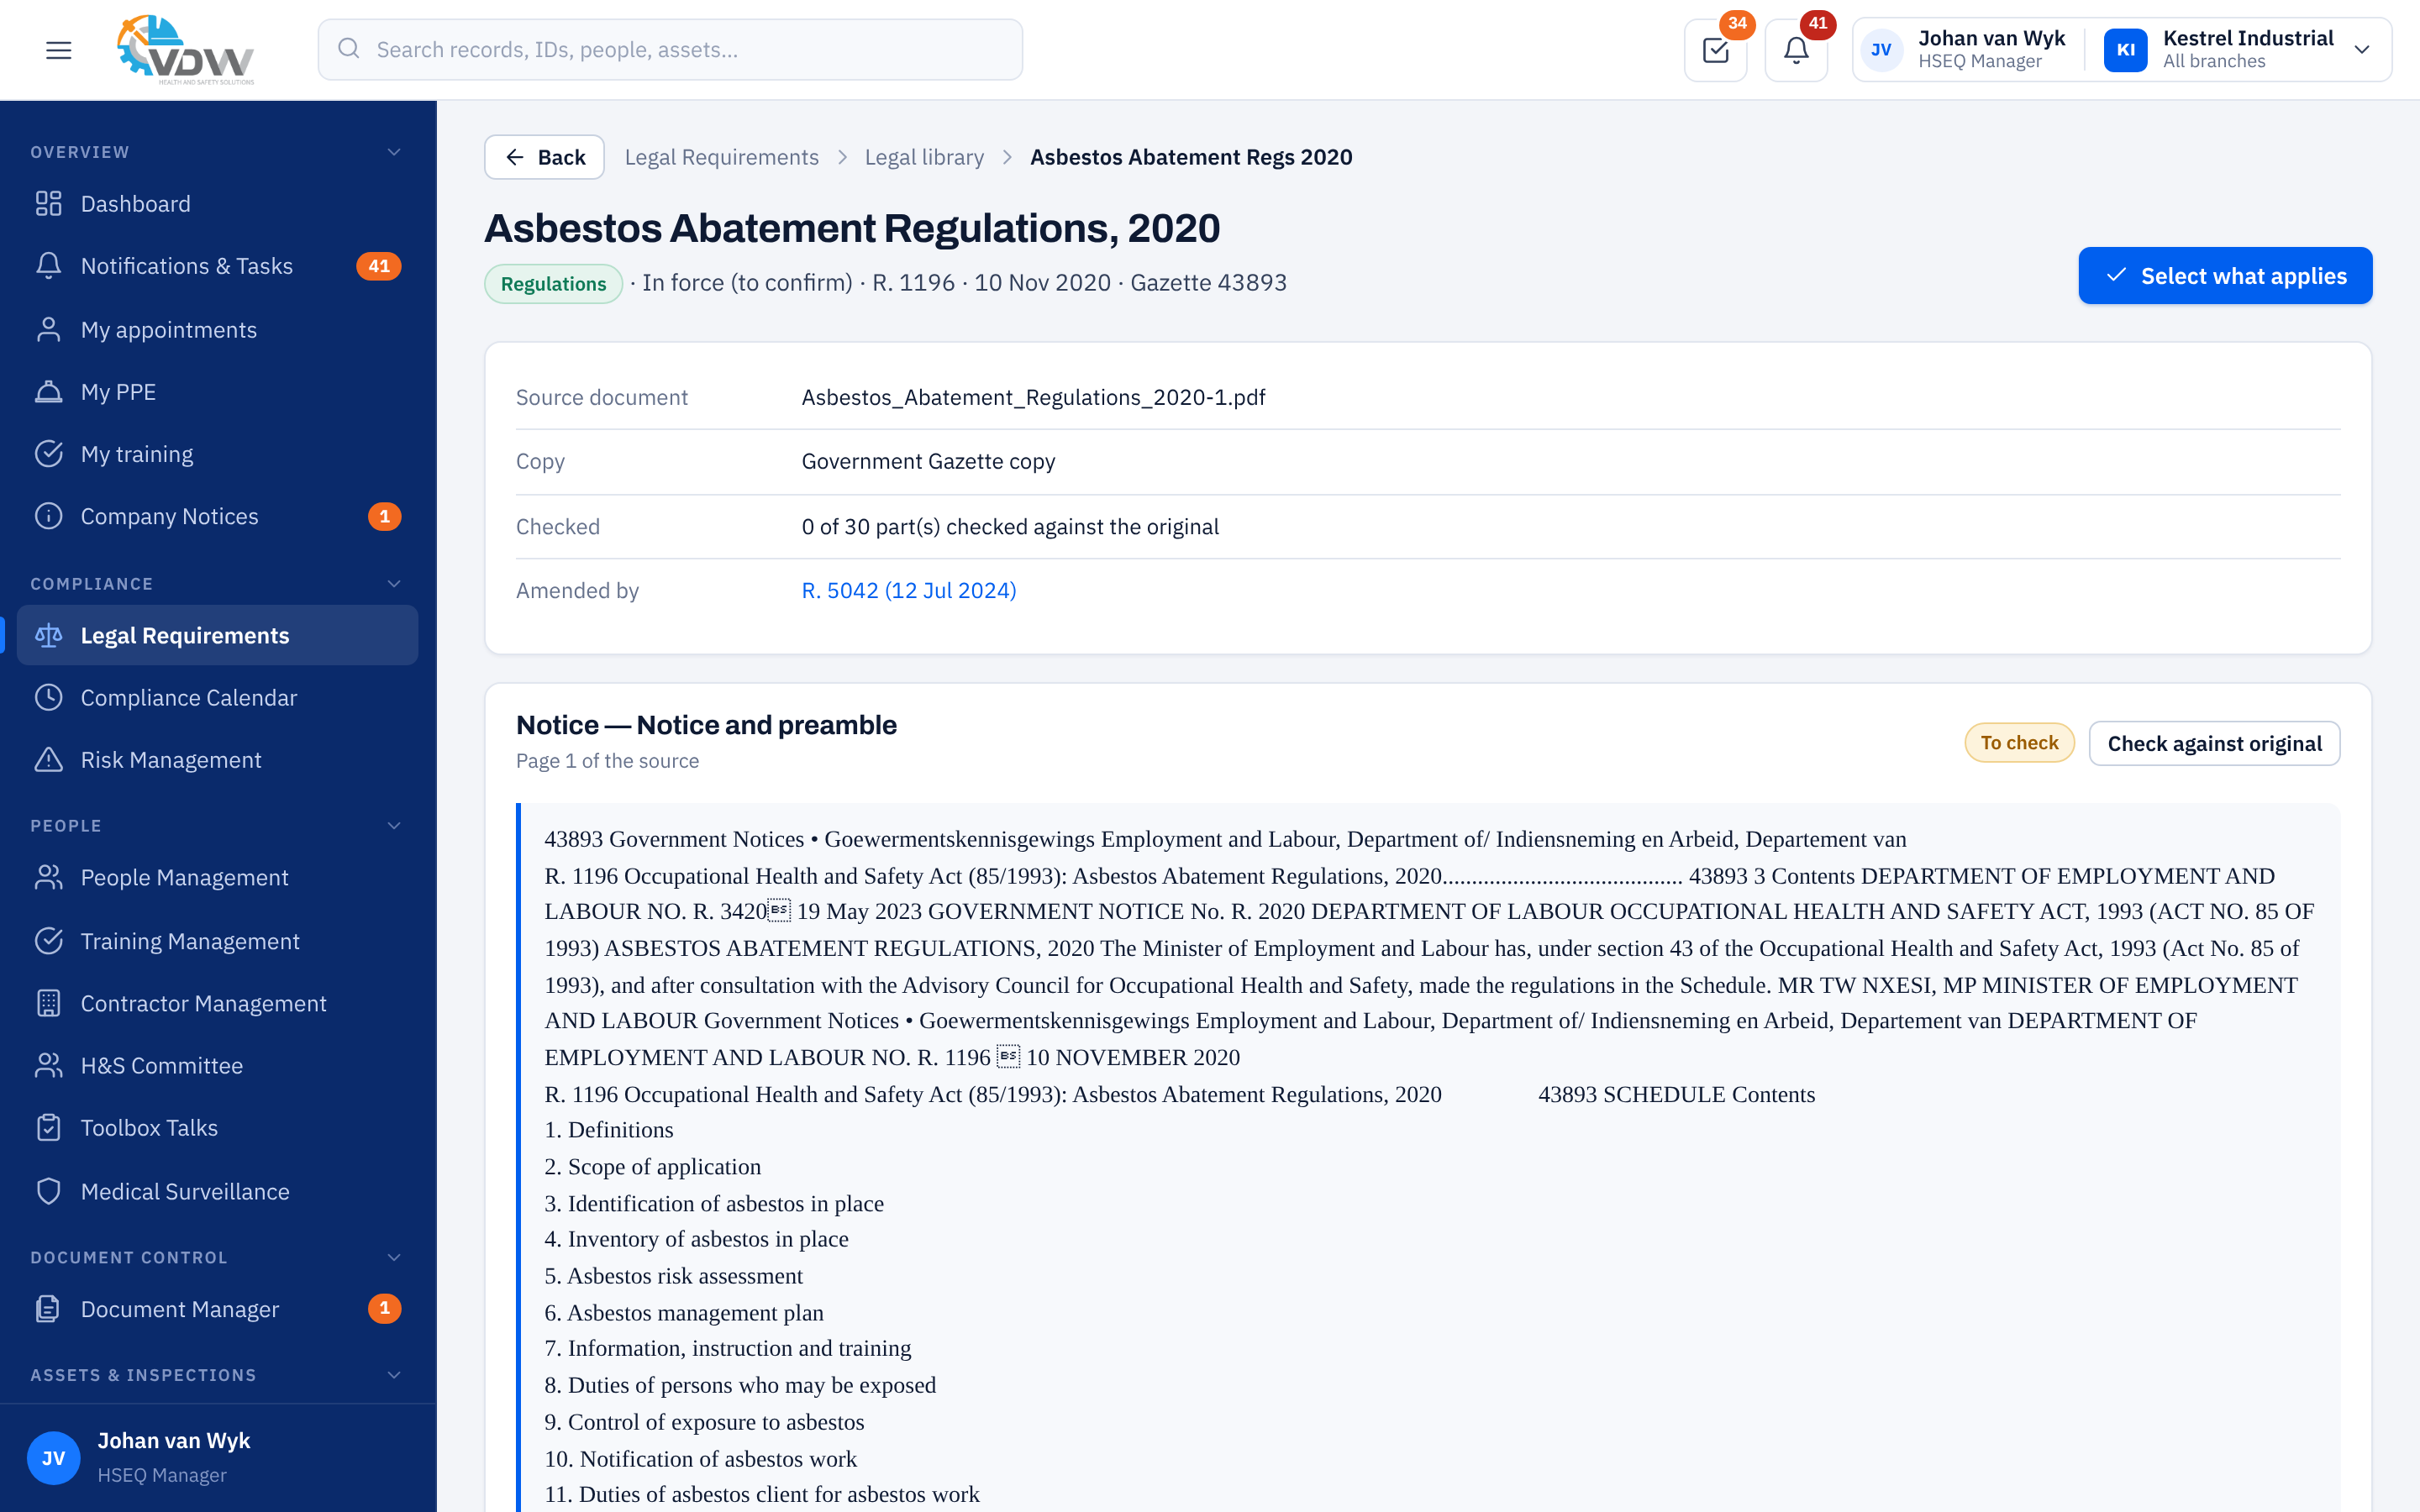 VDW
HEALTH AND SAFETY SOLUTIONS
Search records, IDs, people, assets...
34
41
JV
Johan van Wyk
HSEQ Manager
KI
Kestrel Industrial
All branches
OVERVIEW
Dashboard
Notifications & Tasks
41
My appointments
My PPE
My training
Company Notices
1
COMPLIANCE
Legal Requirements
Compliance Calendar
Risk Management
PEOPLE
People Management
Training Management
Contractor Management
H&S Committee
Toolbox Talks
Medical Surveillance
DOCUMENT CONTROL
Document Manager
1
ASSETS & INSPECTIONS
JV
Johan van Wyk
HSEQ Manager
Back
Legal Requirements > Legal library > Asbestos Abatement Regs 2020
Asbestos Abatement Regulations, 2020
Regulations · In force (to confirm) · R. 1196 · 10 Nov 2020 · Gazette 43893
Select what applies
Source document Asbestos_Abatement_Regulations_2020-1.pdf
Copy Government Gazette copy
Checked 0 of 30 part(s) checked against the original
Amended by R. 5042 (12 Jul 2024)
Notice — Notice and preamble
Page 1 of the source
To check
Check against original
43893 Government Notices • Goewermentskennisgewings Employment and Labour, Department of/ Indiensneming en Arbeid, Departement van
R. 1196 Occupational Health and Safety Act (85/1993): Asbestos Abatement Regulations, 2020......................................... 43893 3 Contents DEPARTMENT OF EMPLOYMENT AND
LABOUR NO. R. 3420 BS 19 May 2023 GOVERNMENT NOTICE No. R. 2020 DEPARTMENT OF LABOUR OCCUPATIONAL HEALTH AND SAFETY ACT, 1993 (ACT NO. 85 OF
1993) ASBESTOS ABATEMENT REGULATIONS, 2020 The Minister of Employment and Labour has, under section 43 of the Occupational Health and Safety Act, 1993 (Act No. 85 of
1993), and after consultation with the Advisory Council for Occupational Health and Safety, made the regulations in the Schedule. MR TW NXESI, MP MINISTER OF EMPLOYMENT
AND LABOUR Government Notices • Goewermentskennisgewings Employment and Labour, Department of/ Indiensneming en Arbeid, Departement van DEPARTMENT OF
EMPLOYMENT AND LABOUR NO. R. 1196 BS 10 NOVEMBER 2020
R. 1196 Occupational Health and Safety Act (85/1993): Asbestos Abatement Regulations, 2020 43893 SCHEDULE Contents
1. Definitions
2. Scope of application
3. Identification of asbestos in place
4. Inventory of asbestos in place
5. Asbestos risk assessment
6. Asbestos management plan
7. Information, instruction and training
8. Duties of persons who may be exposed
9. Control of exposure to asbestos
10. Notification of asbestos work
11. Duties of asbestos client for asbestos work